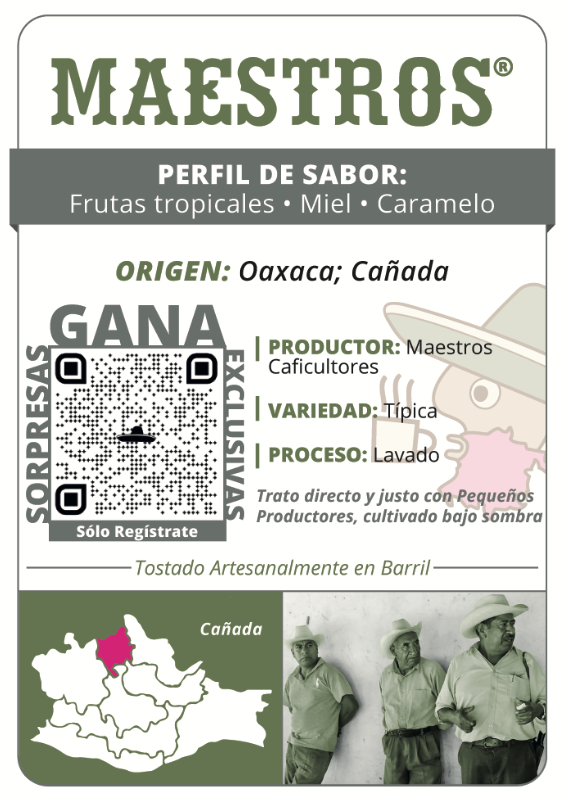 MAESTROS®
PERFIL DE SABOR:
Frutas tropicales • Miel • Caramelo
ORIGEN: Oaxaca; Cañada
GANA
SORPRESAS
EXCLUSIVAS
Sólo Regístrate
PRODUCTOR: Maestros
Caficultores
VARIEDAD: Típica
PROCESO: Lavado
Trato directo y justo con Pequeños
Productores, cultivado bajo sombra
Tostado Artesanalmente en Barril
Cañada